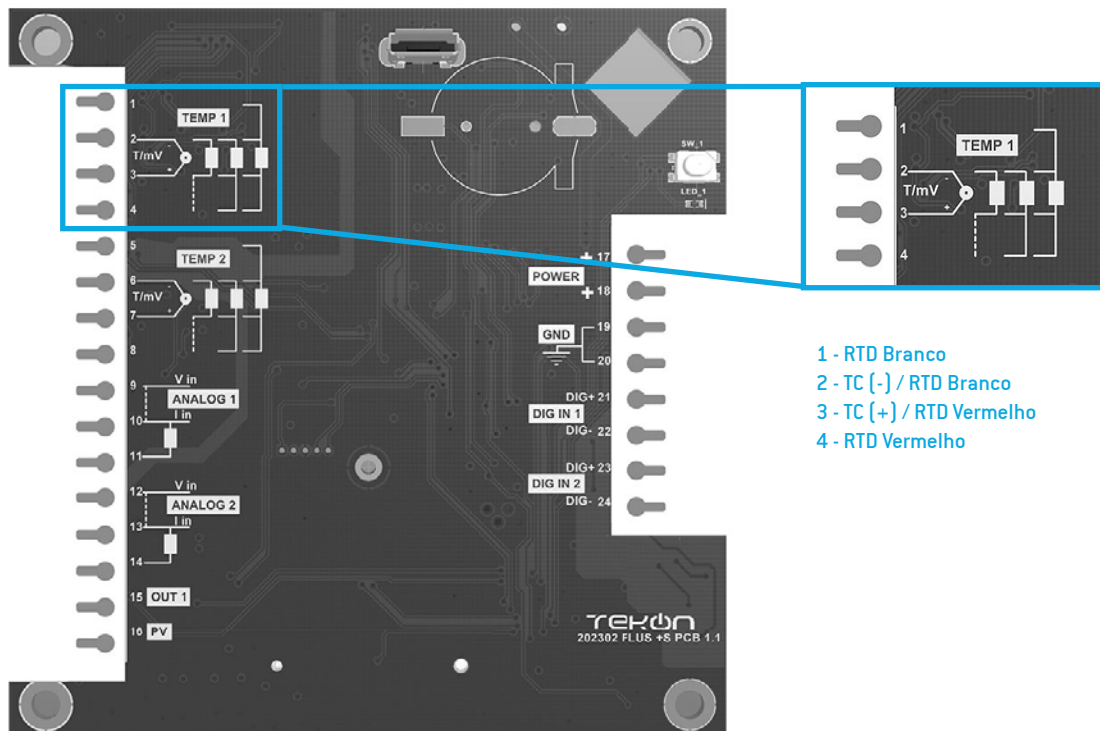 1
TEMP 1
2
T/mV
-
+
3
4
5
TEMP 2
6
T/mV
-
+
7
8
9
V in
ANALOG 1
10
I in
11
12
V in
ANALOG 2
13
I in
14
15 OUT 1
16 PV
SW_1
LED_1
+ 17
POWER
+ 18
19
GND
20
DIG+ 21
DIG IN 1
DIG- 22
DIG+ 23
DIG IN 2
DIG- 24
TEKON
202302 FLUS +S PCB 1.1
1
TEMP 1
2
T/mV
-
+
3
4
1 - RTD Branco
2 - TC (-) / RTD Branco
3 - TC (+) / RTD Vermelho
4 - RTD Vermelho